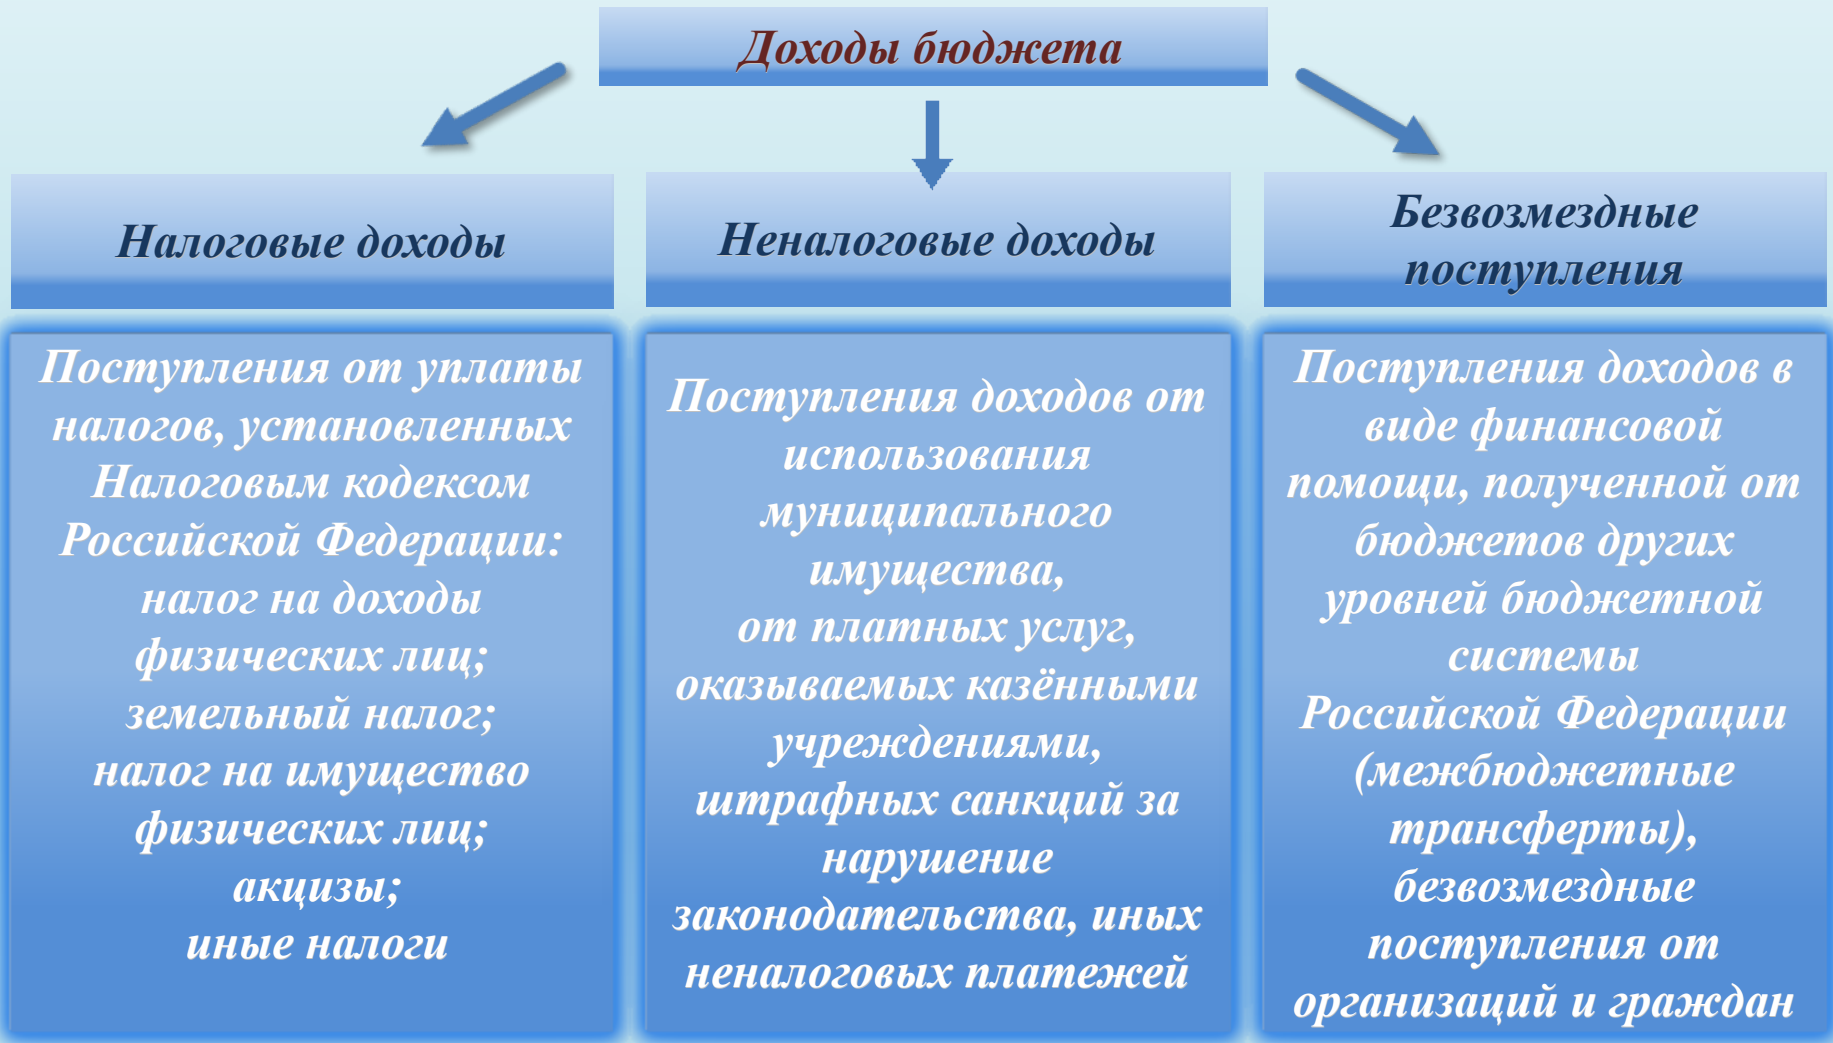 Доходы бюджета
Налоговые доходы
Неналоговые доходы
Безвозмездные
поступления
Поступления от уплаты
налогов, установленных
Налоговым кодексом
Российской Федерации:
налог на доходы
физических лиц;
земельный налог;
налог на имущество
физических лиц;
акцизы;
иные налоги
Поступления доходов от
использования
муниципального
имущества,
от платных услуг,
оказываемых казёнными
учреждениями,
штрафных санкций за
нарушение
законодательства, иных
неналоговых платежей
Поступления доходов в
виде финансовой
помощи, полученной от
бюджетов других
уровней бюджетной
системы
Российской Федерации
(межбюджетные
трансферты),
безвозмездные
поступления от
организаций и граждан